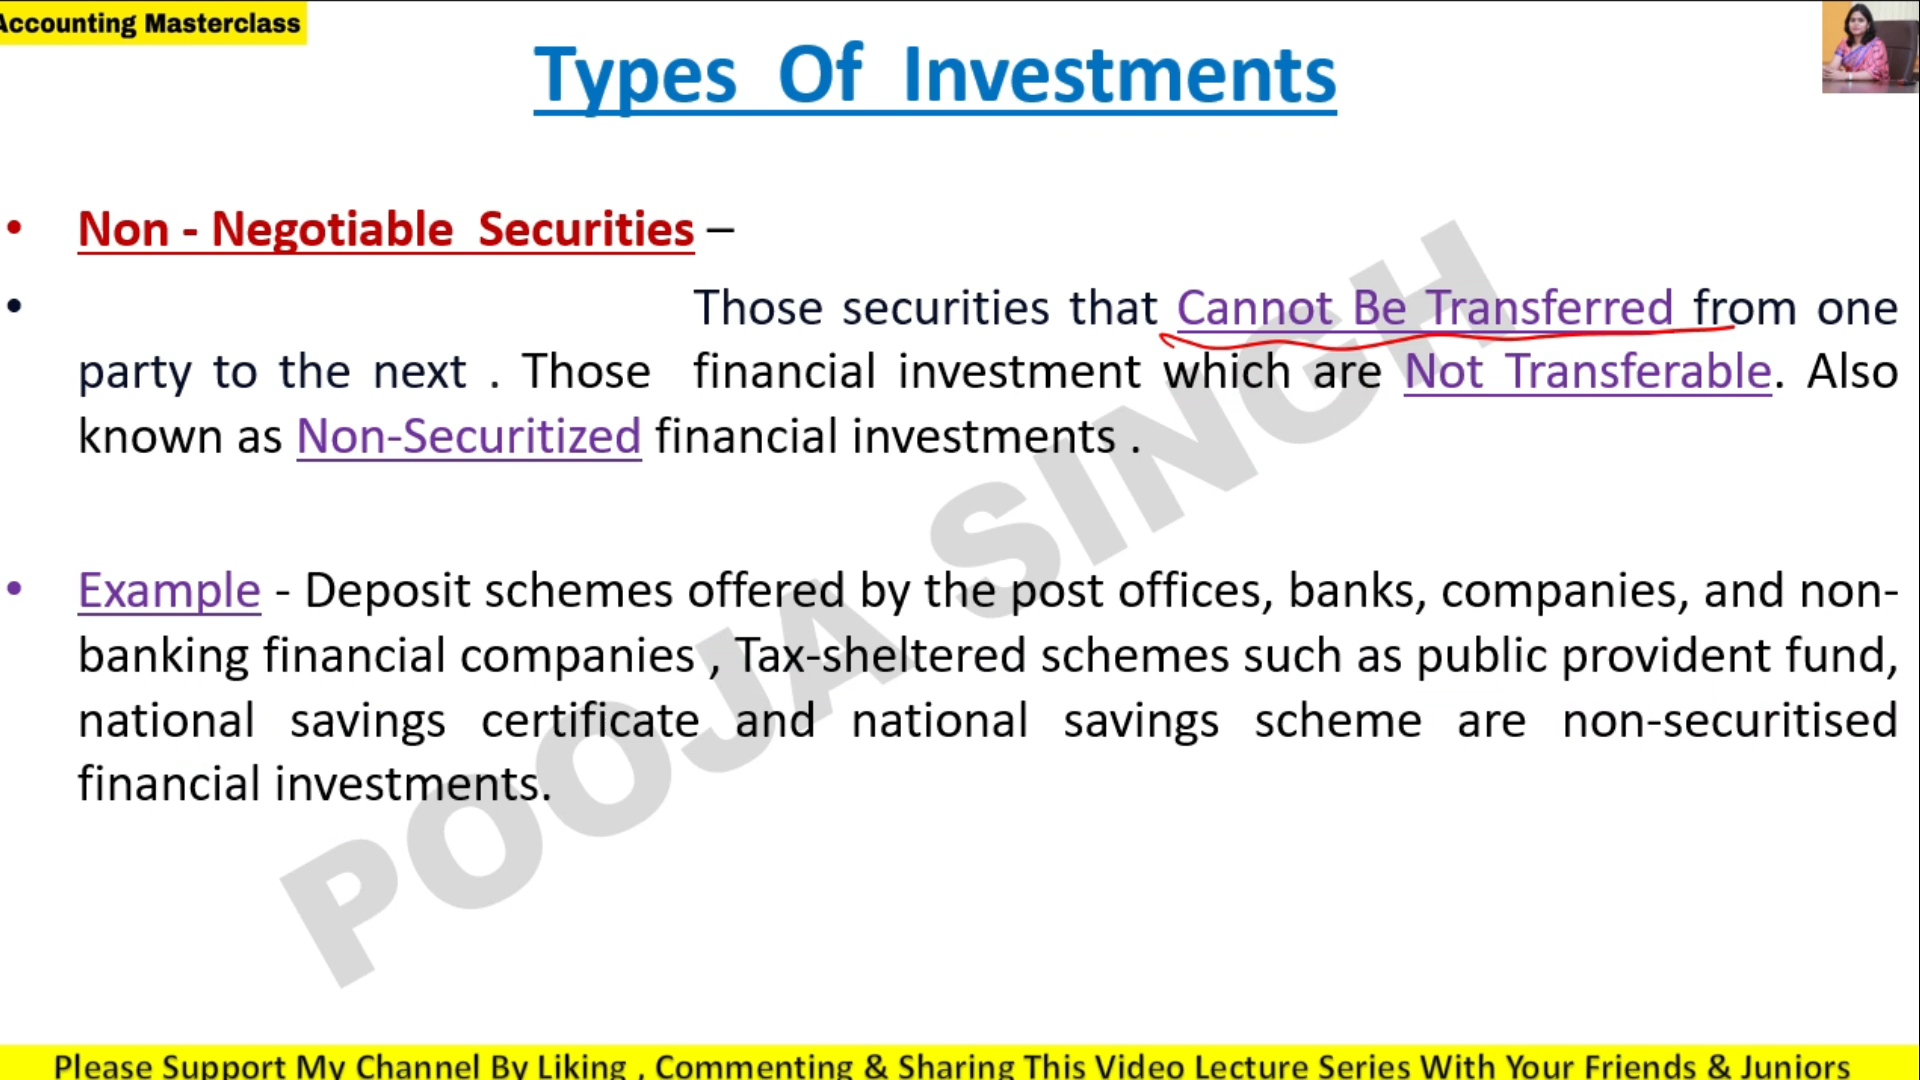 Accounting Masterclass
Types Of Investments
• Non - Negotiable Securities –
• Those securities that Cannot Be Transferred from one
party to the next . Those financial investment which are Not Transferable. Also
known as Non-Securitized financial investments .
• Example - Deposit schemes offered by the post offices, banks, companies, and non-
banking financial companies , Tax-sheltered schemes such as public provident fund,
national savings certificate and national savings scheme are non-securitised
financial investments.
POOJA SINGH
Please Support My Channel By Liking , Commenting & Sharing This Video Lecture Series With Your Friends & Juniors